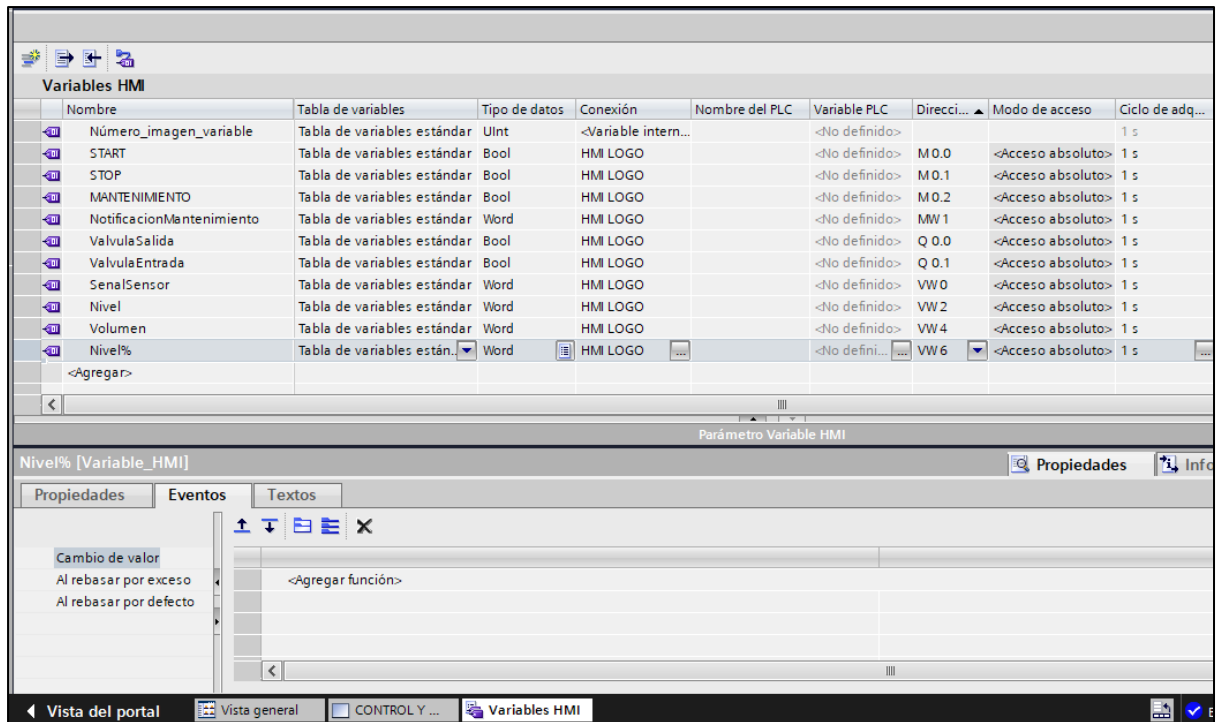 Variables HMI
Nombre Tabla de variables Tipo de datos Conexión Nombre del PLC Variable PLC Direcci... Modo de acceso Ciclo de adq...
Número_imagen_variable Tabla de variables estándar UInt <Variable intern... <No definido> 1 s
START Tabla de variables estándar Bool HMI LOGO <No definido> M 0.0 <Acceso absoluto> 1 s
STOP Tabla de variables estándar Bool HMI LOGO <No definido> M 0.1 <Acceso absoluto> 1 s
MANTENIMIENTO Tabla de variables estándar Bool HMI LOGO <No definido> M 0.2 <Acceso absoluto> 1 s
NotificacionMantenimiento Tabla de variables estándar Word HMI LOGO <No definido> MW 1 <Acceso absoluto> 1 s
ValvulaSalida Tabla de variables estándar Bool HMI LOGO <No definido> Q 0.0 <Acceso absoluto> 1 s
ValvulaEntrada Tabla de variables estándar Bool HMI LOGO <No definido> Q 0.1 <Acceso absoluto> 1 s
SenalSensor Tabla de variables estándar Word HMI LOGO <No definido> VW 0 <Acceso absoluto> 1 s
Nivel Tabla de variables estándar Word HMI LOGO <No definido> VW 2 <Acceso absoluto> 1 s
Volumen Tabla de variables estándar Word HMI LOGO <No definido> VW 4 <Acceso absoluto> 1 s
Nivel% Tabla de variables están.. Word HMI LOGO ... <No defini... ... VW 6 <Acceso absoluto> 1 s ...
<Agregar>
Parámetro Variable HMI
Nivel% [Variable_HMI] Propiedades Info
Propiedades Eventos Textos
Cambio de valor
Al rebasar por exceso <Agregar función>
Al rebasar por defecto
Vista del portal Vista general CONTROL Y ... Variables HMI E